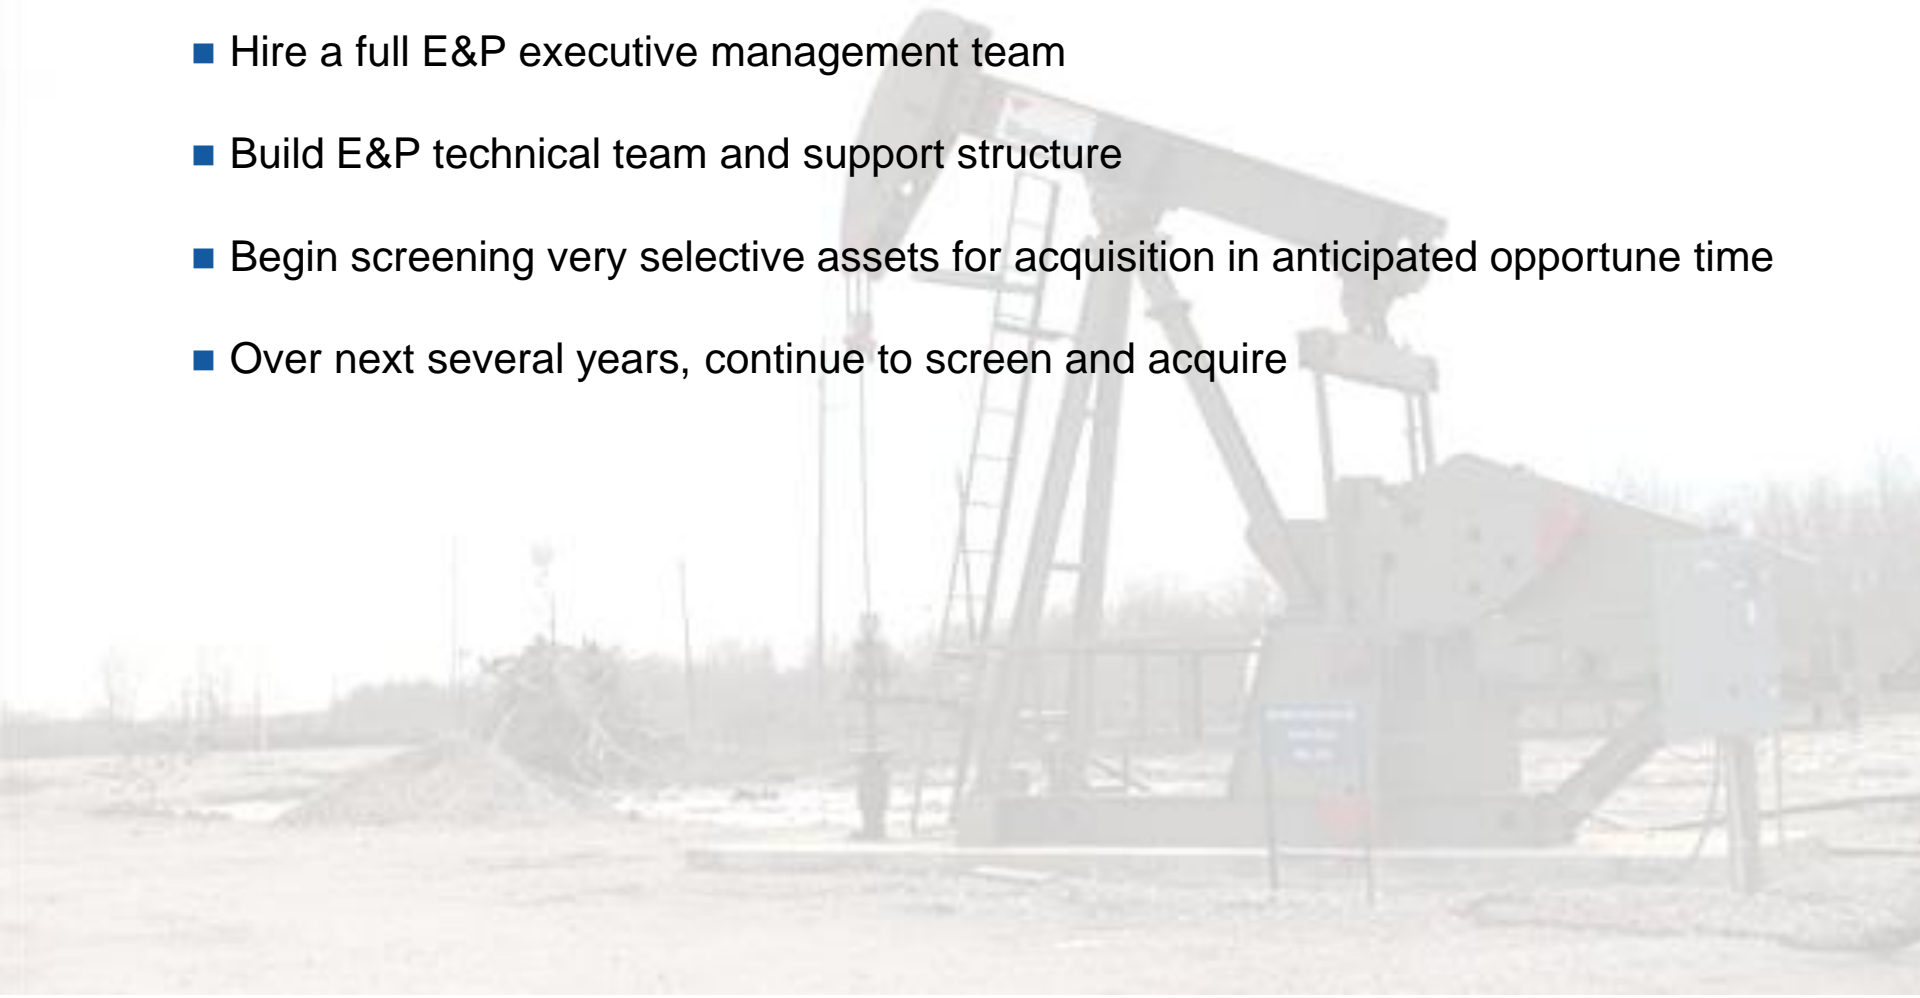 Hire a full E&P executive management team
Build E&P technical team and support structure
Begin screening very selective assets for acquisition in anticipated opportune time
Over next several years, continue to screen and acquire